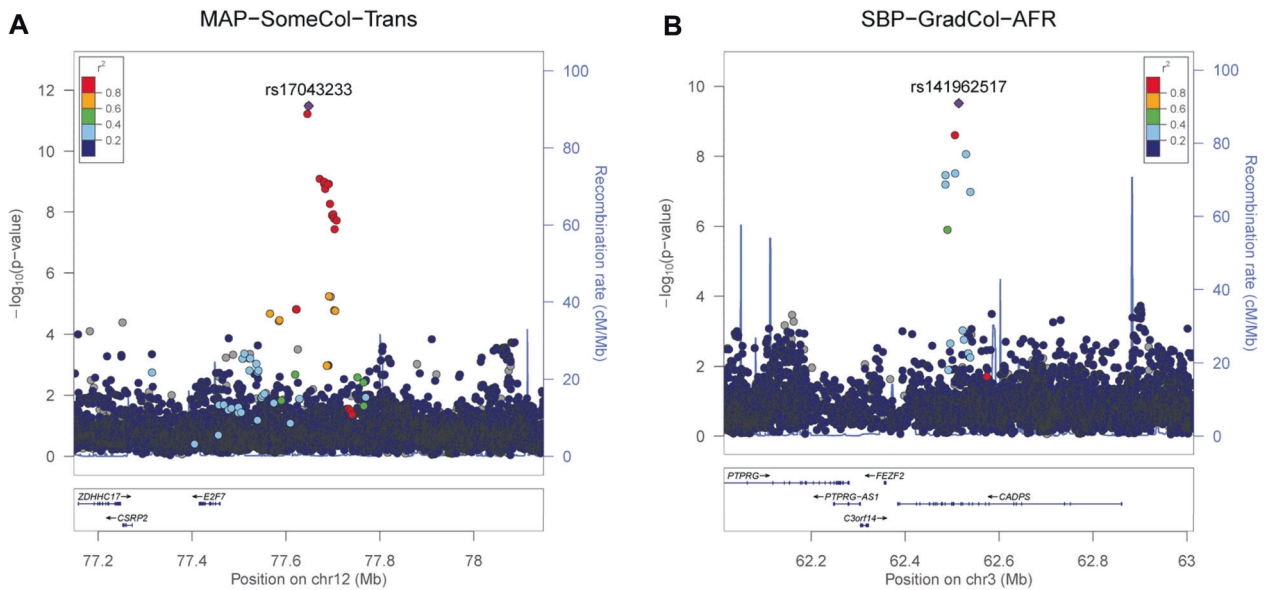 A
MAP−SomeCol−Trans
r²
0.8
0.6
0.4
0.2
rs17043233
12
10
8
6
4
2
0
−log₁₀(p−value)
100
80
60
40
20
0
Recombination rate (cM/Mb)
ZDHHC17
E2F7
CSRP2
77.2 77.4 77.6 77.8 78
Position on chr12 (Mb)
B
SBP−GradCol−AFR
r²
0.8
0.6
0.4
0.2
rs141962517
10
8
6
4
2
0
−log₁₀(p−value)
100
80
60
40
20
0
Recombination rate (cM/Mb)
PTPRG FEZF2
PTPRG−AS1 CADPS
C3orf14
62.2 62.4 62.6 62.8 63
Position on chr3 (Mb)